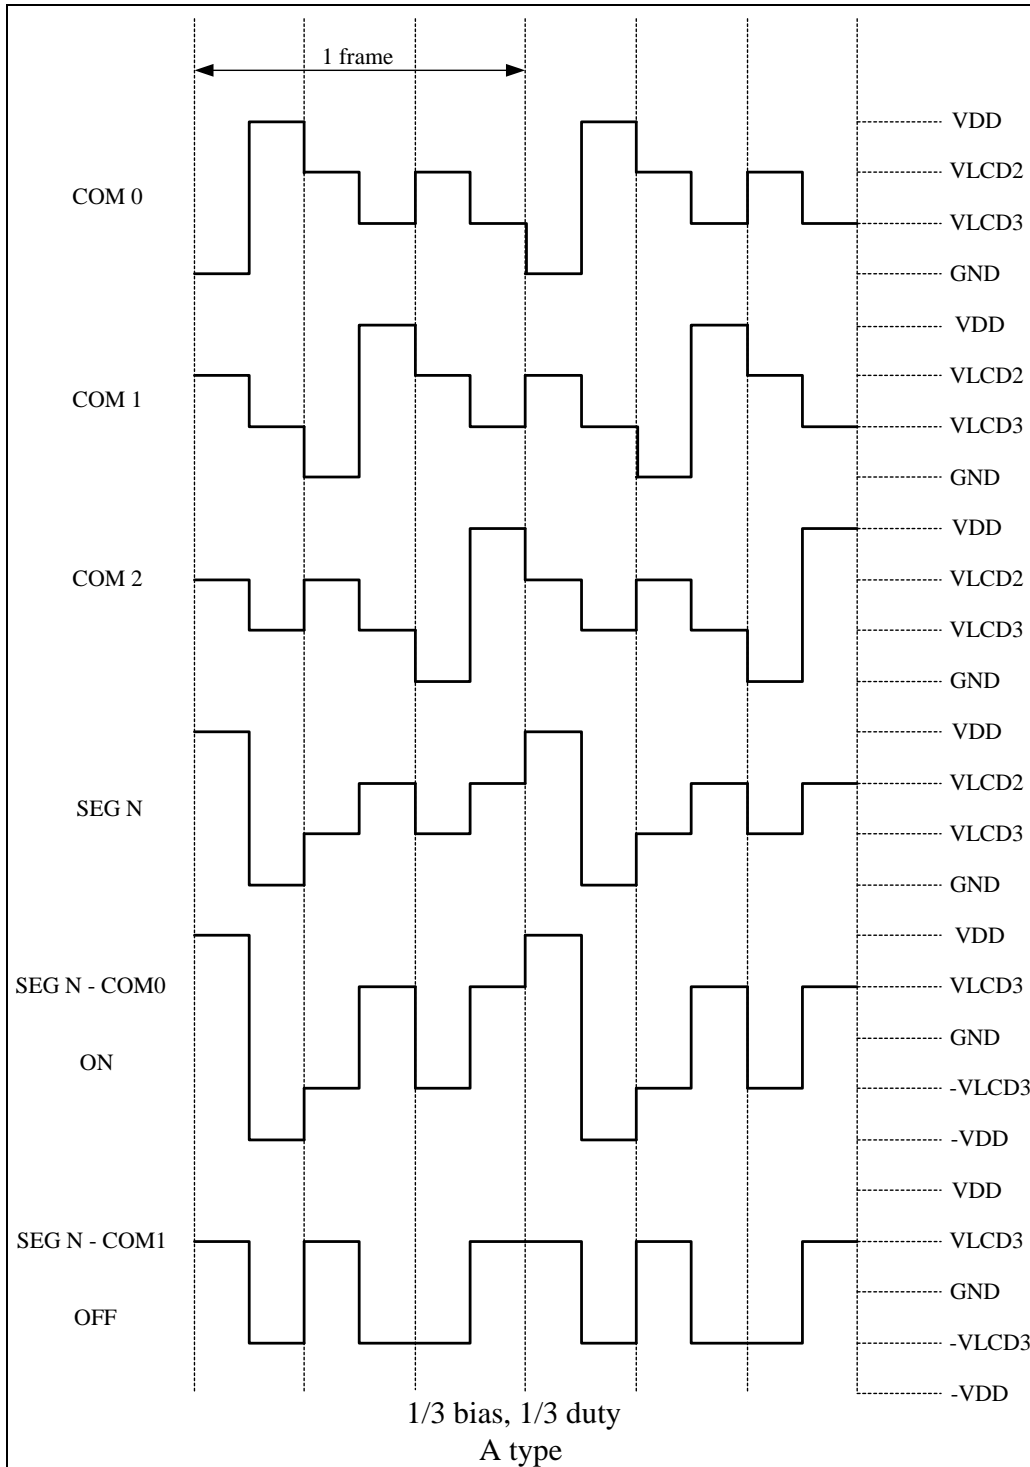 1 frame
COM 0
VDD
VLCD2
VLCD3
GND
COM 1
VDD
VLCD2
VLCD3
GND
COM 2
VDD
VLCD2
VLCD3
GND
SEG N
VDD
VLCD2
VLCD3
GND
SEG N - COM0
ON
VDD
VLCD3
GND
-VLCD3
-VDD
SEG N - COM1
OFF
VDD
VLCD3
GND
-VLCD3
-VDD
1/3 bias, 1/3 duty
A type